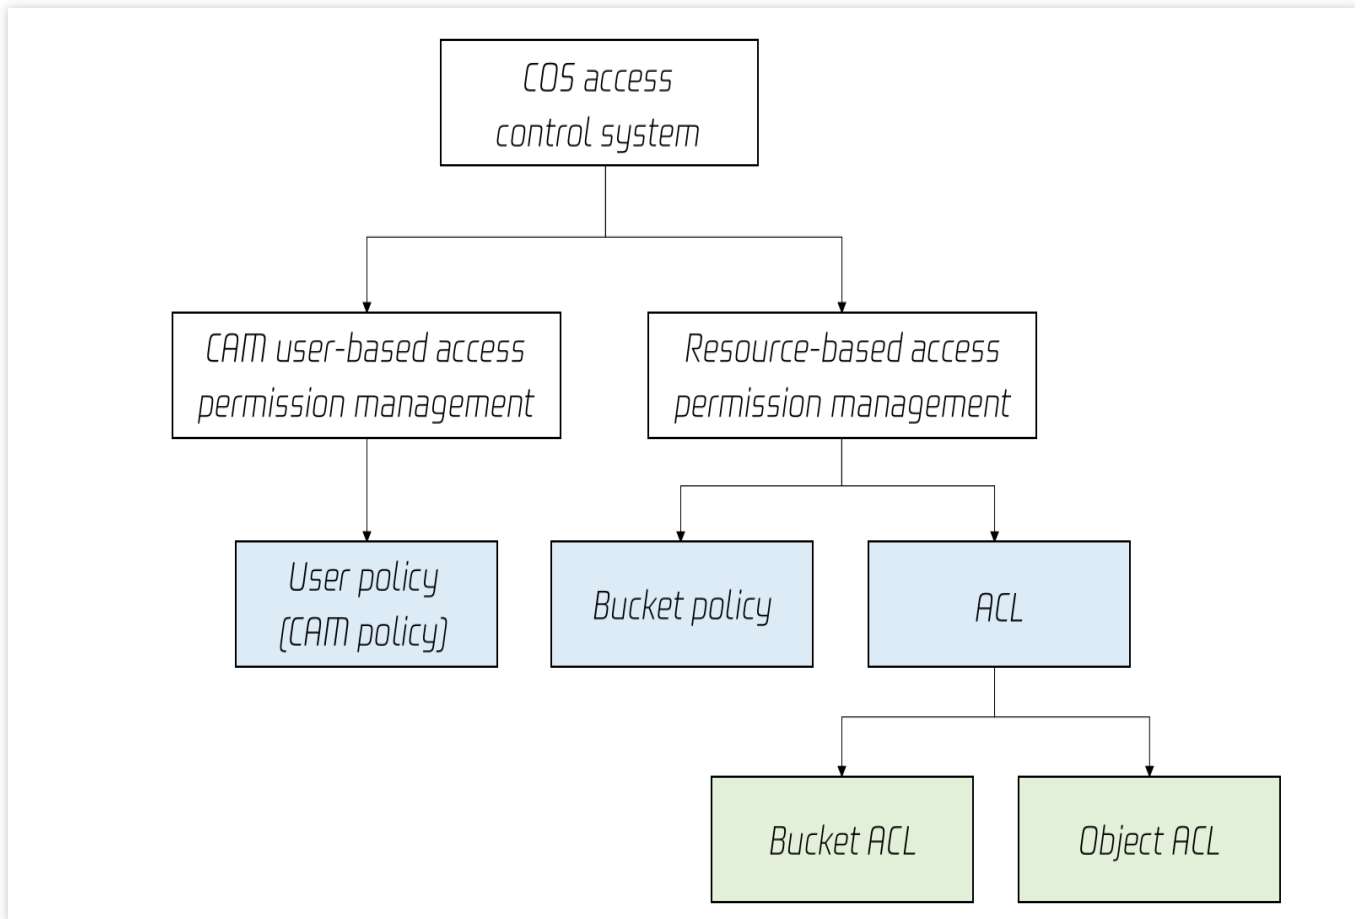 COS access
control system
CAM user-based access
permission management
Resource-based access
permission management
User policy
(CAM policy)
Bucket policy
ACL
Bucket ACL
Object ACL